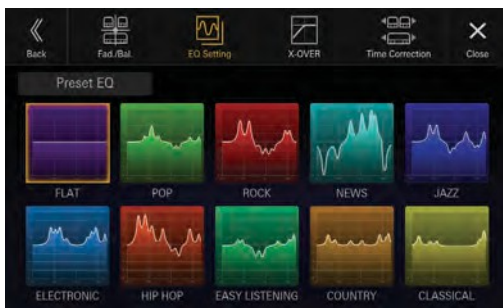 Back
Fad./Bal.
EQ Setting
X-OVER
Time Correction
Close
Preset EQ
FLAT
POP
ROCK
NEWS
JAZZ
ELECTRONIC
HIP HOP
EASY LISTENING
COUNTRY
CLASSICAL